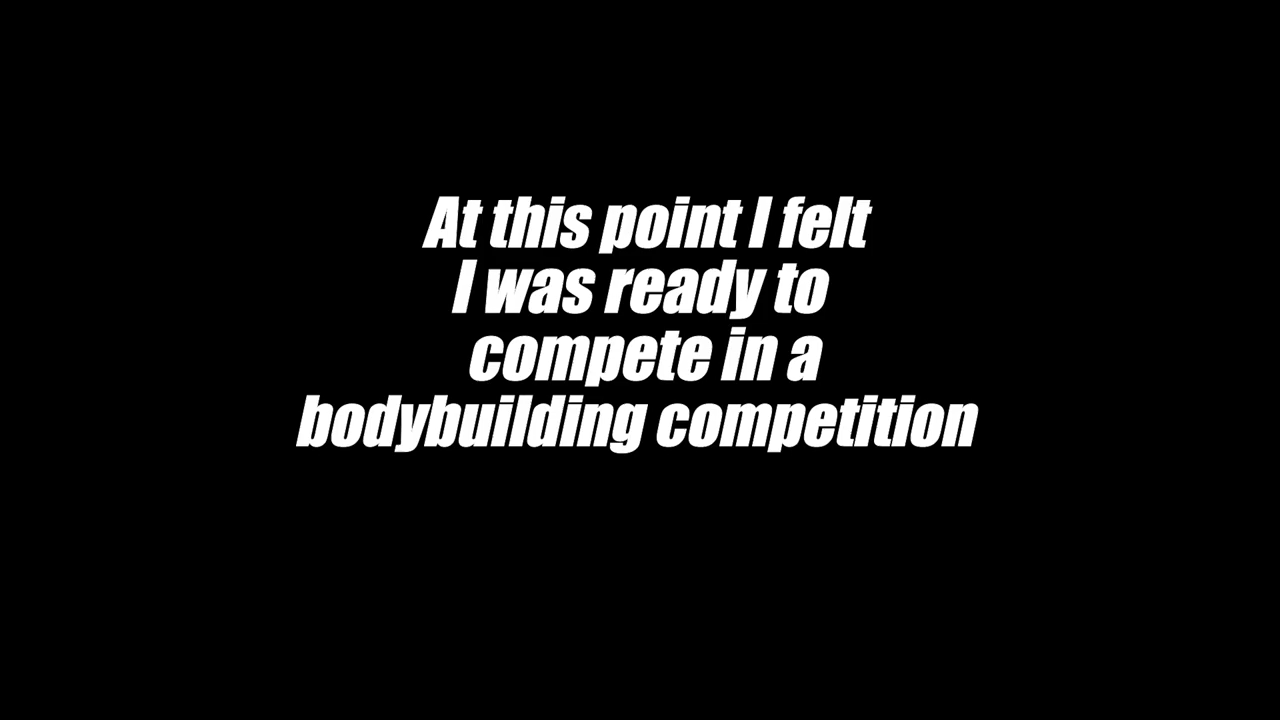 At this point I felt
I was ready to
compete in a
bodybuilding competition